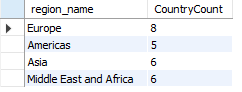 region_name CountryCount
Europe 8
Americas 5
Asia 6
Middle East and Africa 6